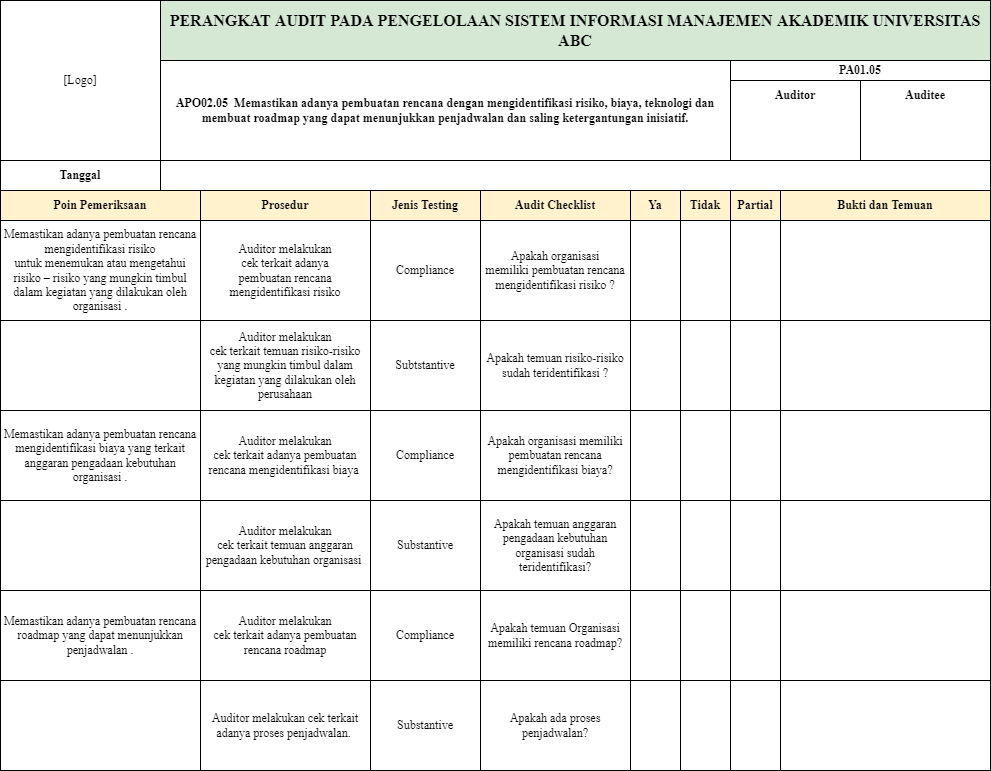 PERANGKAT AUDIT PADA PENGELOLAAN SISTEM INFORMASI MANAJEMEN AKADEMIK UNIVERSITAS
ABC
[Logo]
APO02.05  Memastikan adanya pembuatan rencana dengan mengidentifikasi risiko, biaya, teknologi dan
membuat roadmap yang dapat menunjukkan penjadwalan dan saling ketergantungan inisiatif.
PA01.05
Auditor
Auditee
Tanggal
Poin Pemeriksaan
Prosedur
Jenis Testing
Audit Checklist
Ya
Tidak
Partial
Bukti dan Temuan
Memastikan adanya pembuatan rencana
mengidentifikasi risiko
untuk menemukan atau mengetahui
risiko – risiko yang mungkin timbul
dalam kegiatan yang dilakukan oleh
organisasi .
Auditor melakukan
cek terkait adanya
pembuatan rencana
mengidentifikasi risiko
Compliance
Apakah organisasi
memiliki pembuatan rencana
mengidentifikasi risiko ?
Auditor melakukan
cek terkait temuan risiko-risiko
yang mungkin timbul dalam
kegiatan yang dilakukan oleh
perusahaan
Subtstantive
Apakah temuan risiko-risiko
sudah teridentifikasi ?
Memastikan adanya pembuatan rencana
mengidentifikasi biaya yang terkait
anggaran pengadaan kebutuhan
organisasi .
Auditor melakukan
cek terkait adanya pembuatan
rencana mengidentifikasi biaya
Compliance
Apakah organisasi memiliki
pembuatan rencana
mengidentifikasi biaya?
Auditor melakukan
cek terkait temuan anggaran
pengadaan kebutuhan organisasi
Substantive
Apakah temuan anggaran
pengadaan kebutuhan
organisasi sudah
teridentifikasi?
Memastikan adanya pembuatan rencana
roadmap yang dapat menunjukkan
penjadwalan .
Auditor melakukan
cek terkait adanya pembuatan
rencana roadmap
Compliance
Apakah temuan Organisasi
memiliki rencana roadmap?
Auditor melakukan cek terkait
adanya proses penjadwalan.
Substantive
Apakah ada proses
penjadwalan?